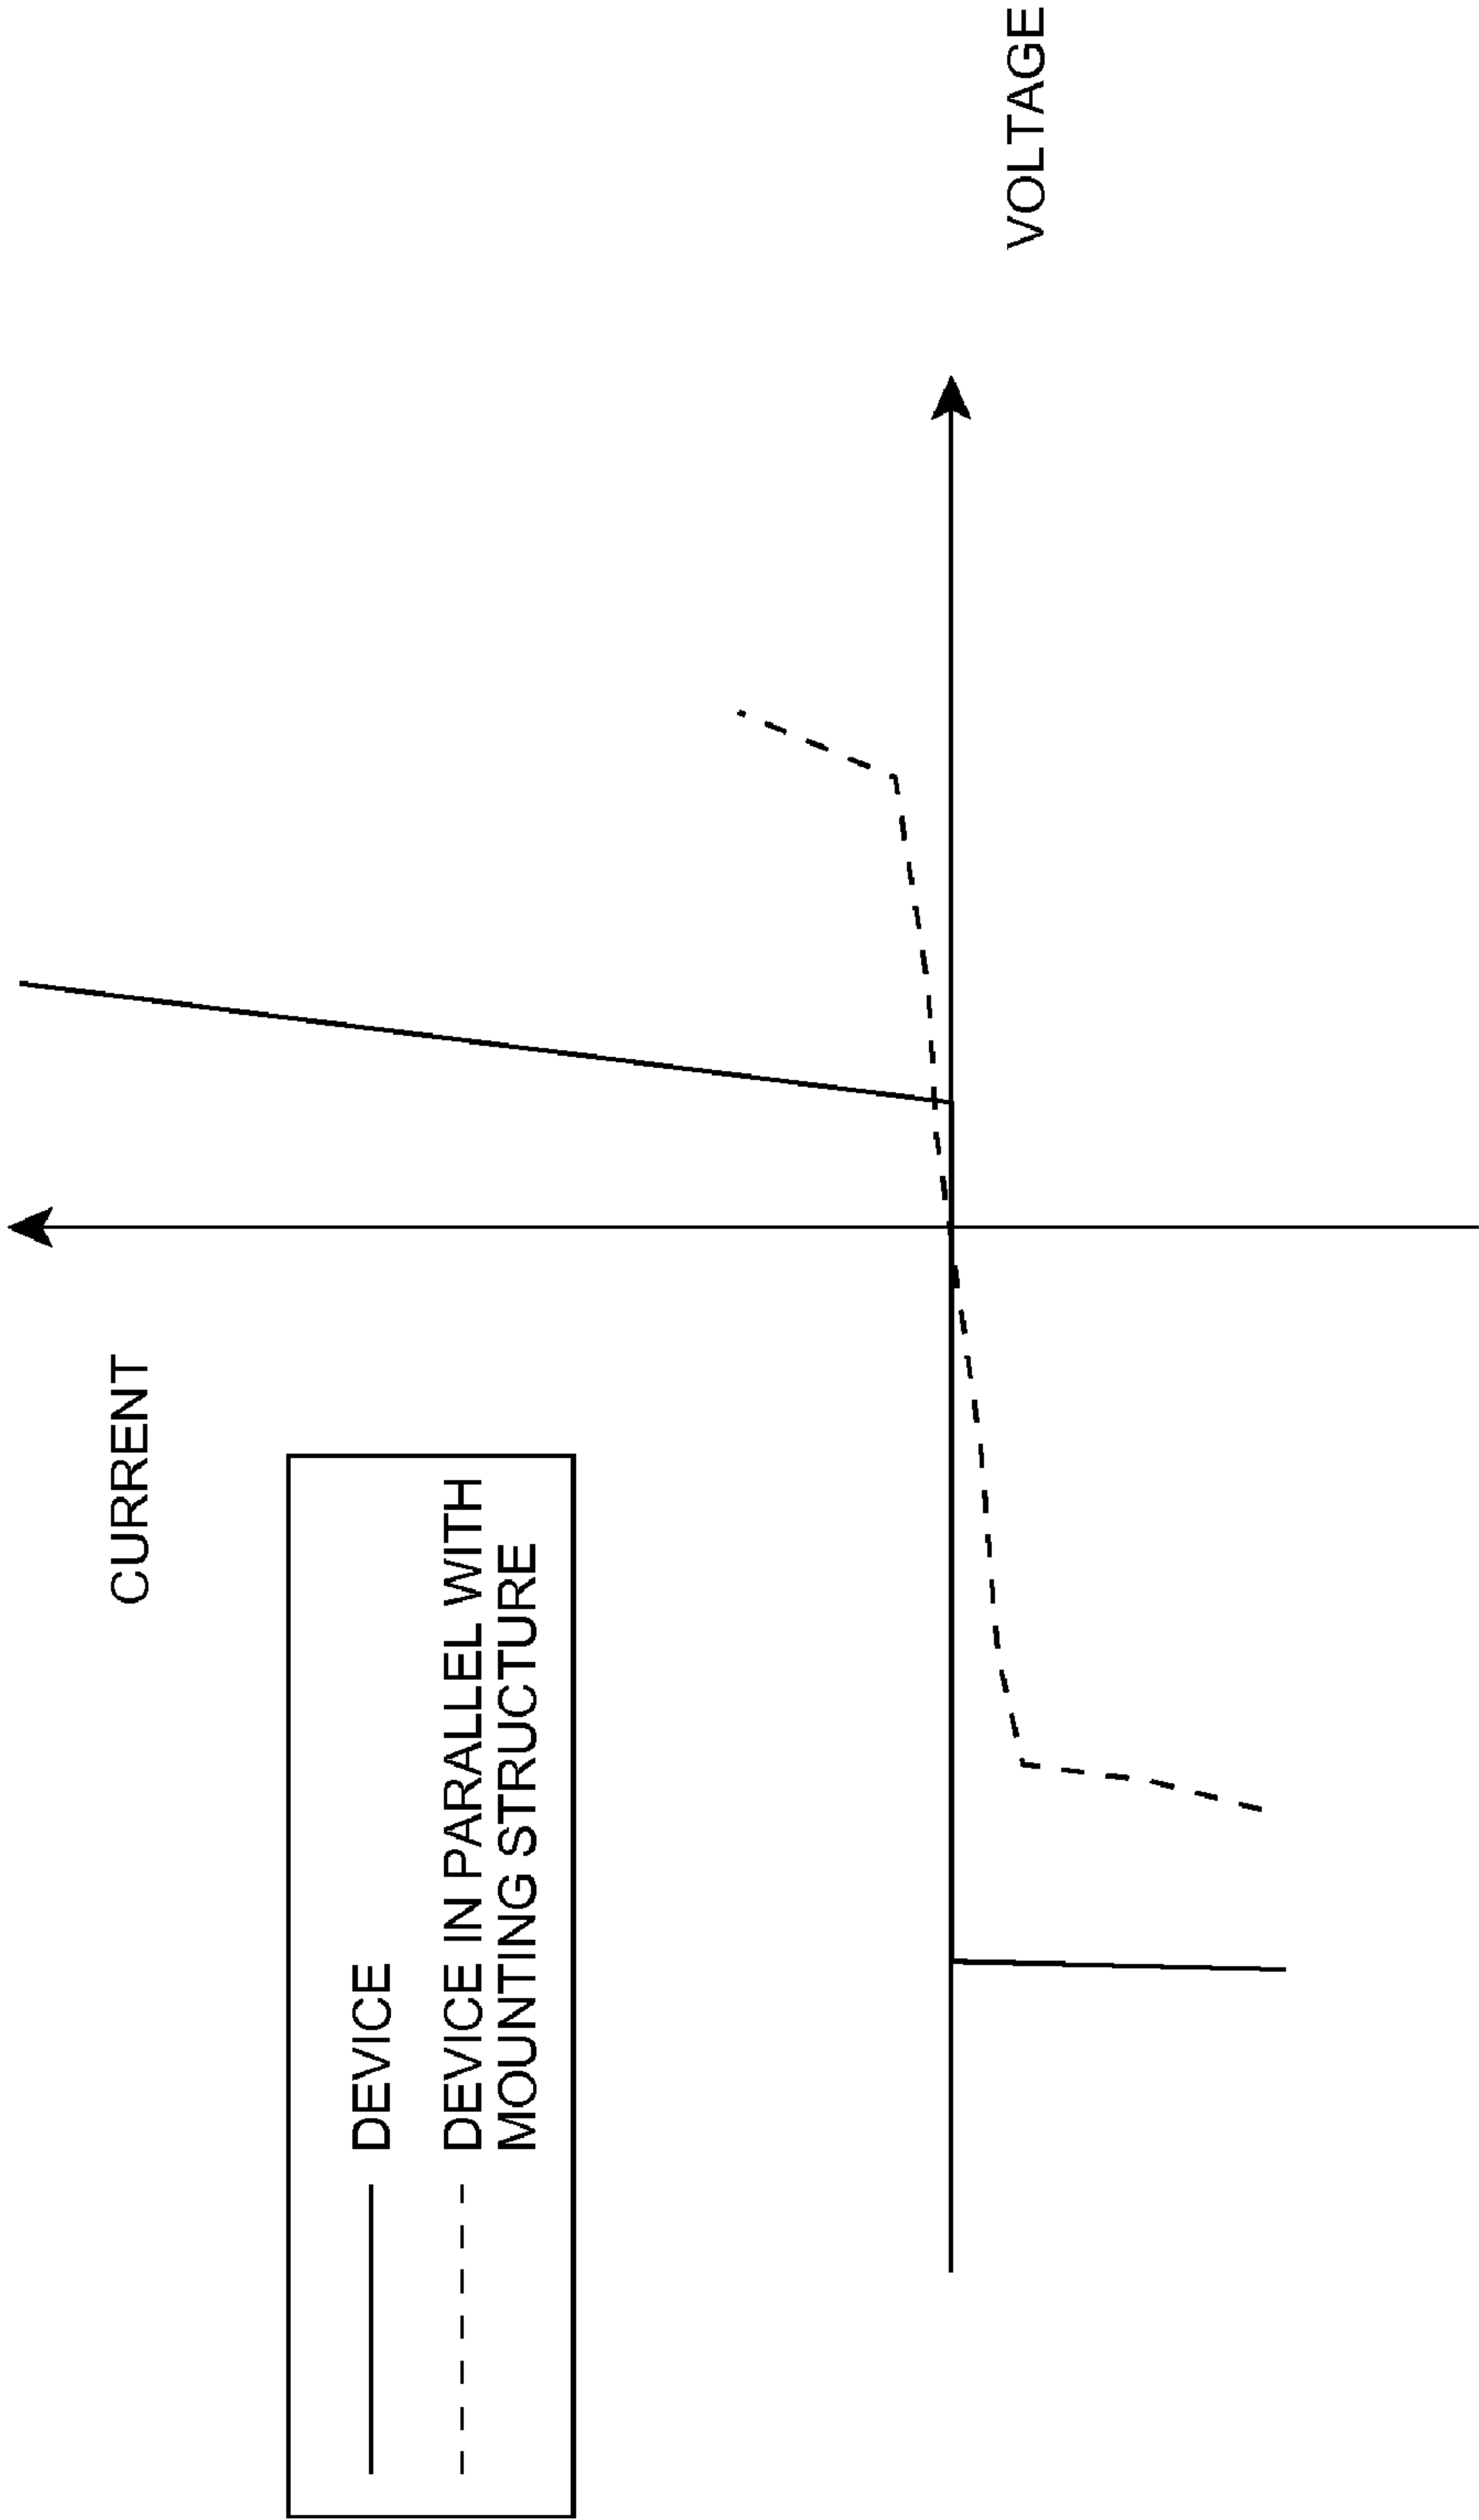 CURRENT
DEVICE
DEVICE IN PARALLEL WITH
MOUNTING STRUCTURE
VOLTAGE